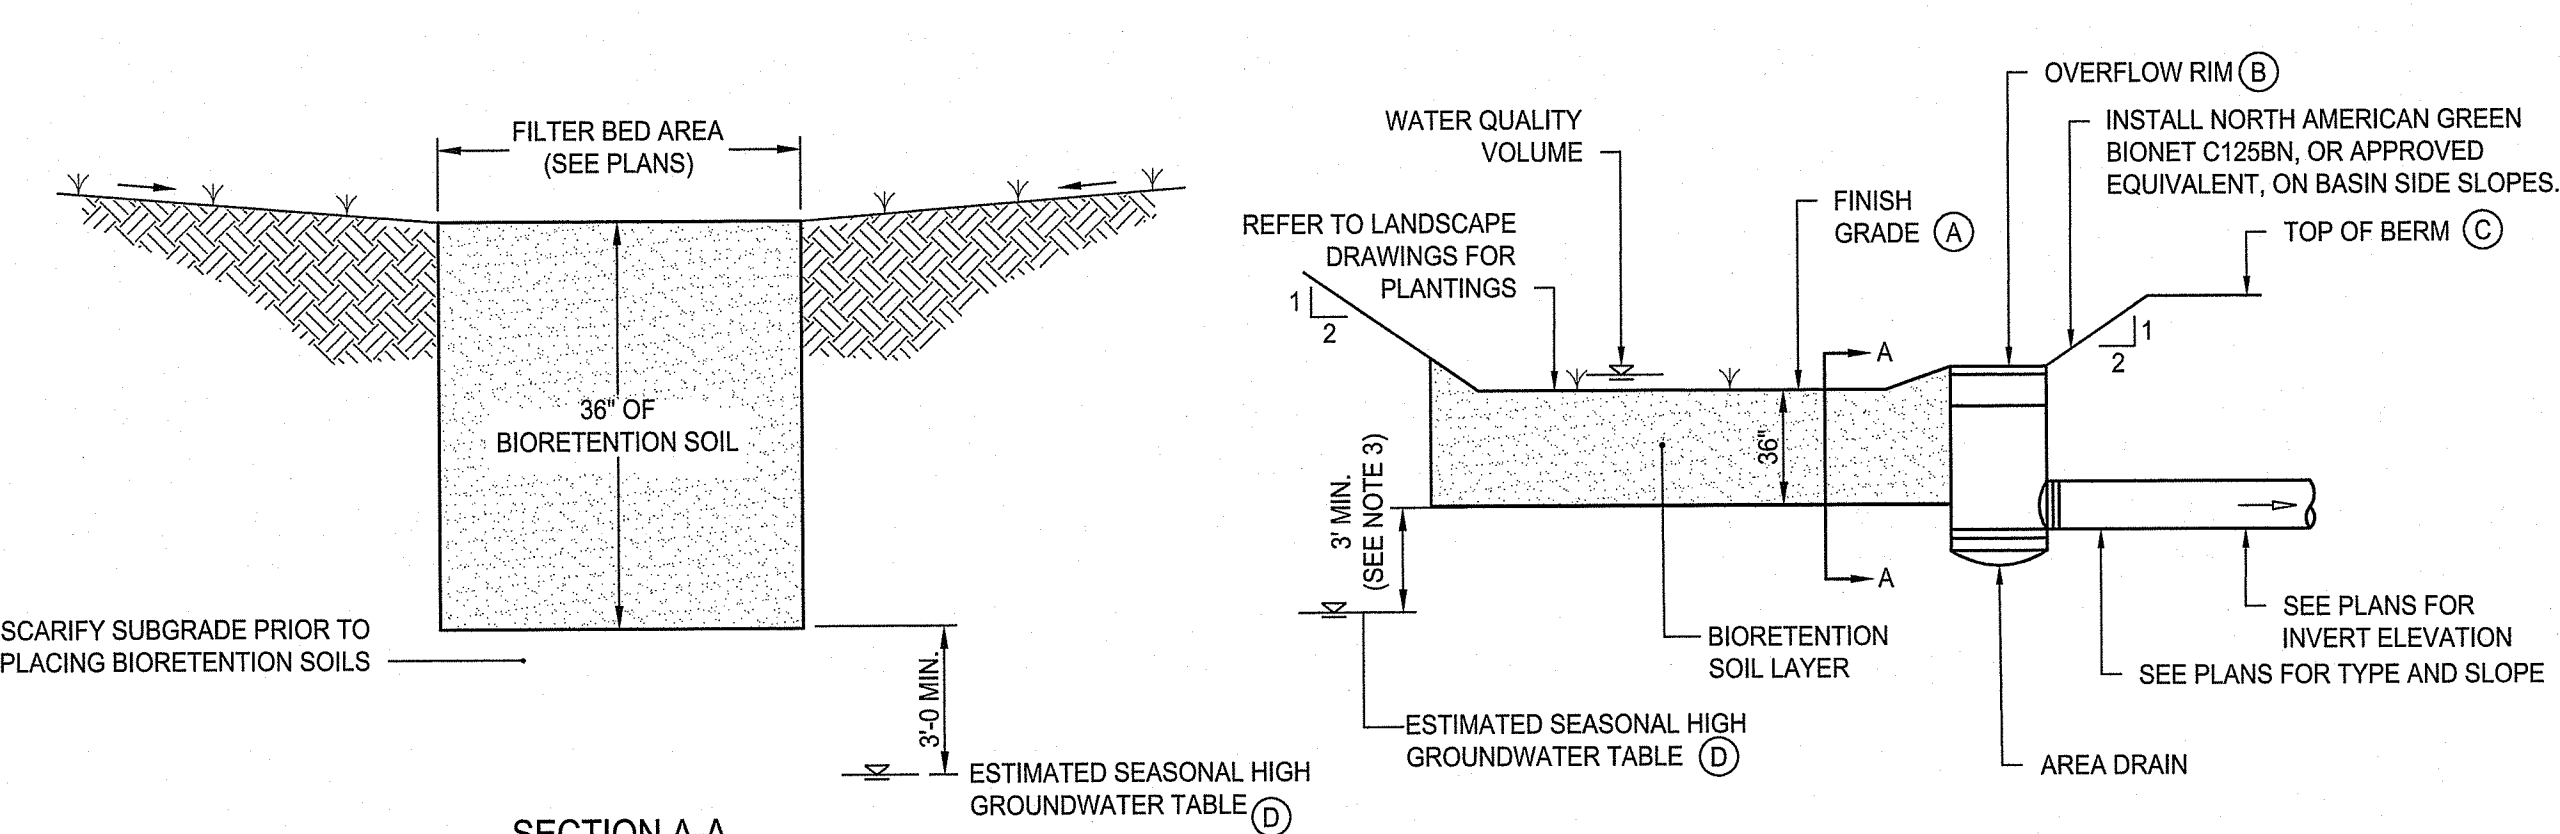 FILTER BED AREA
(SEE PLANS)
36" OF
BIORETENTION SOIL
SCARIFY SUBGRADE PRIOR TO
PLACING BIORETENTION SOILS
3'-0 MIN.
ESTIMATED SEASONAL HIGH
GROUNDWATER TABLE D
SECTION A-A
WATER QUALITY
VOLUME
REFER TO LANDSCAPE
DRAWINGS FOR
PLANTINGS
1
2
FINISH
GRADE A
OVERFLOW RIM B
INSTALL NORTH AMERICAN GREEN
BIONET C125BN, OR APPROVED
EQUIVALENT, ON BASIN SIDE SLOPES.
TOP OF BERM C
1
2
A
36"
A
3' MIN.
(SEE NOTE 3)
BIORETENTION
SOIL LAYER
ESTIMATED SEASONAL HIGH
GROUNDWATER TABLE D
SEE PLANS FOR
INVERT ELEVATION
SEE PLANS FOR TYPE AND SLOPE
AREA DRAIN